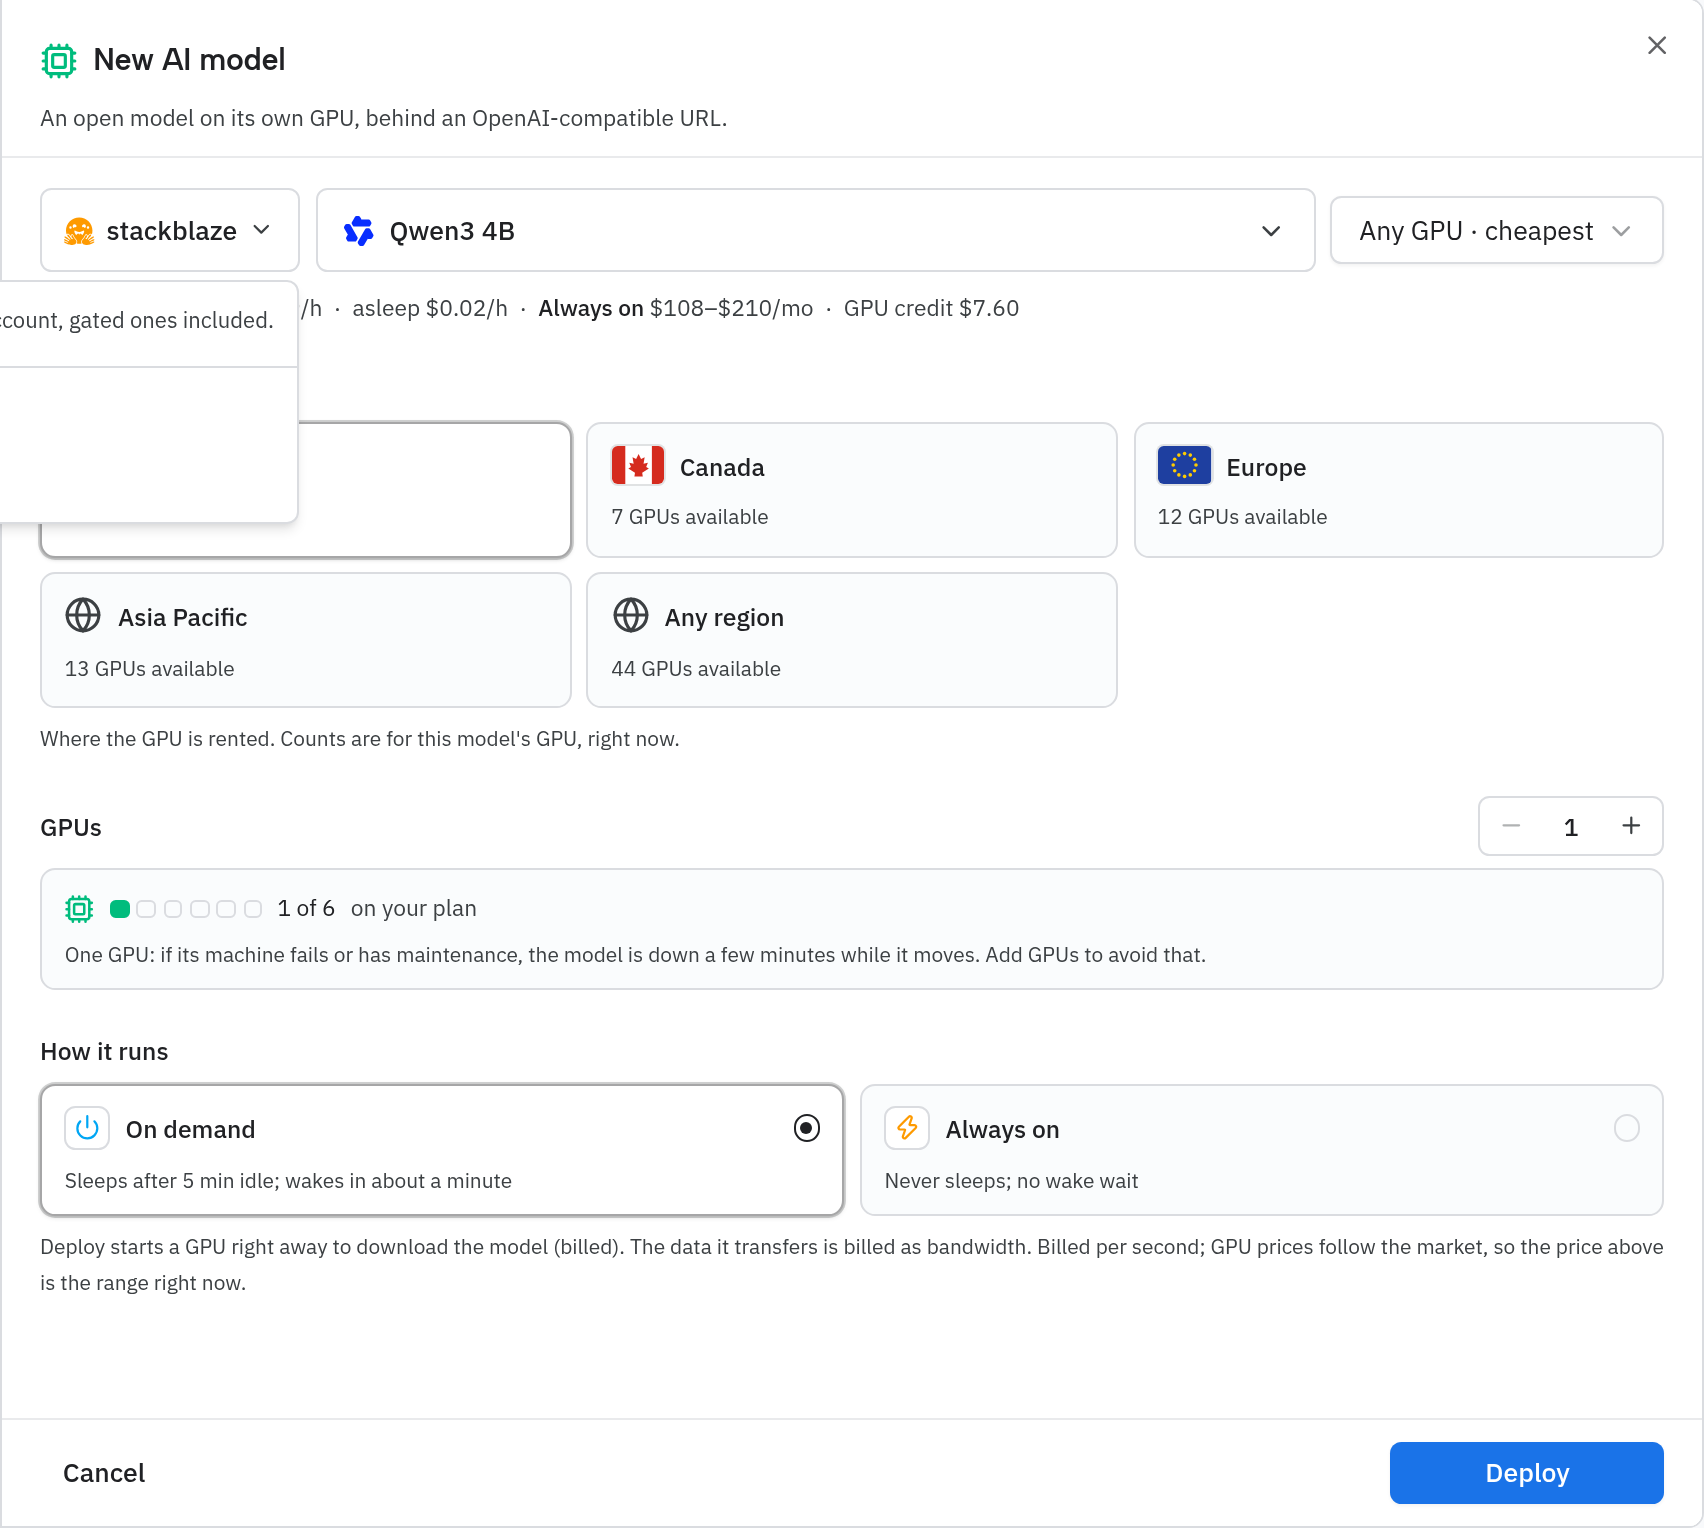 New AI model
An open model on its own GPU, behind an OpenAI-compatible URL.
stackblaze
Qwen3 4B
Any GPU · cheapest
/h · asleep $0.02/h · Always on $108–$210/mo · GPU credit $7.60
ccount, gated ones included.
Canada
7 GPUs available
Europe
12 GPUs available
Asia Pacific
13 GPUs available
Any region
44 GPUs available
Where the GPU is rented. Counts are for this model's GPU, right now.
GPUs
1
1 of 6 on your plan
One GPU: if its machine fails or has maintenance, the model is down a few minutes while it moves. Add GPUs to avoid that.
How it runs
On demand
Sleeps after 5 min idle; wakes in about a minute
Always on
Never sleeps; no wake wait
Deploy starts a GPU right away to download the model (billed). The data it transfers is billed as bandwidth. Billed per second; GPU prices follow the market, so the price above
is the range right now.
Cancel
Deploy